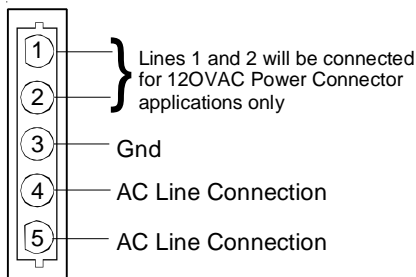 1
2
3
4
5
Lines 1 and 2 will be connected
for 12OVAC Power Connector
applications only
Gnd
AC Line Connection
AC Line Connection